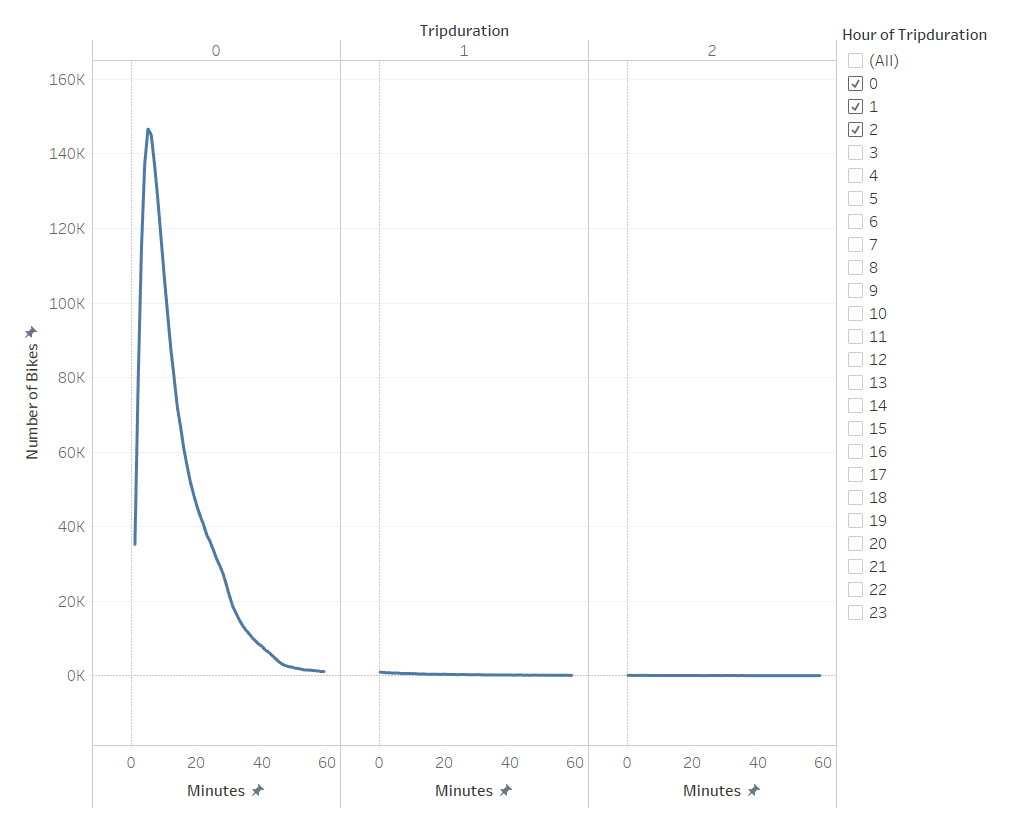 Tripduration
0 1 2
160K
140K
120K
100K
80K
60K
40K
20K
0K
Number of Bikes
0 20 40 60 0 20 40 60 0 20 40 60
Minutes Minutes Minutes
Hour of Tripduration
(All)
0
1
2
3
4
5
6
7
8
9
10
11
12
13
14
15
16
17
18
19
20
21
22
23